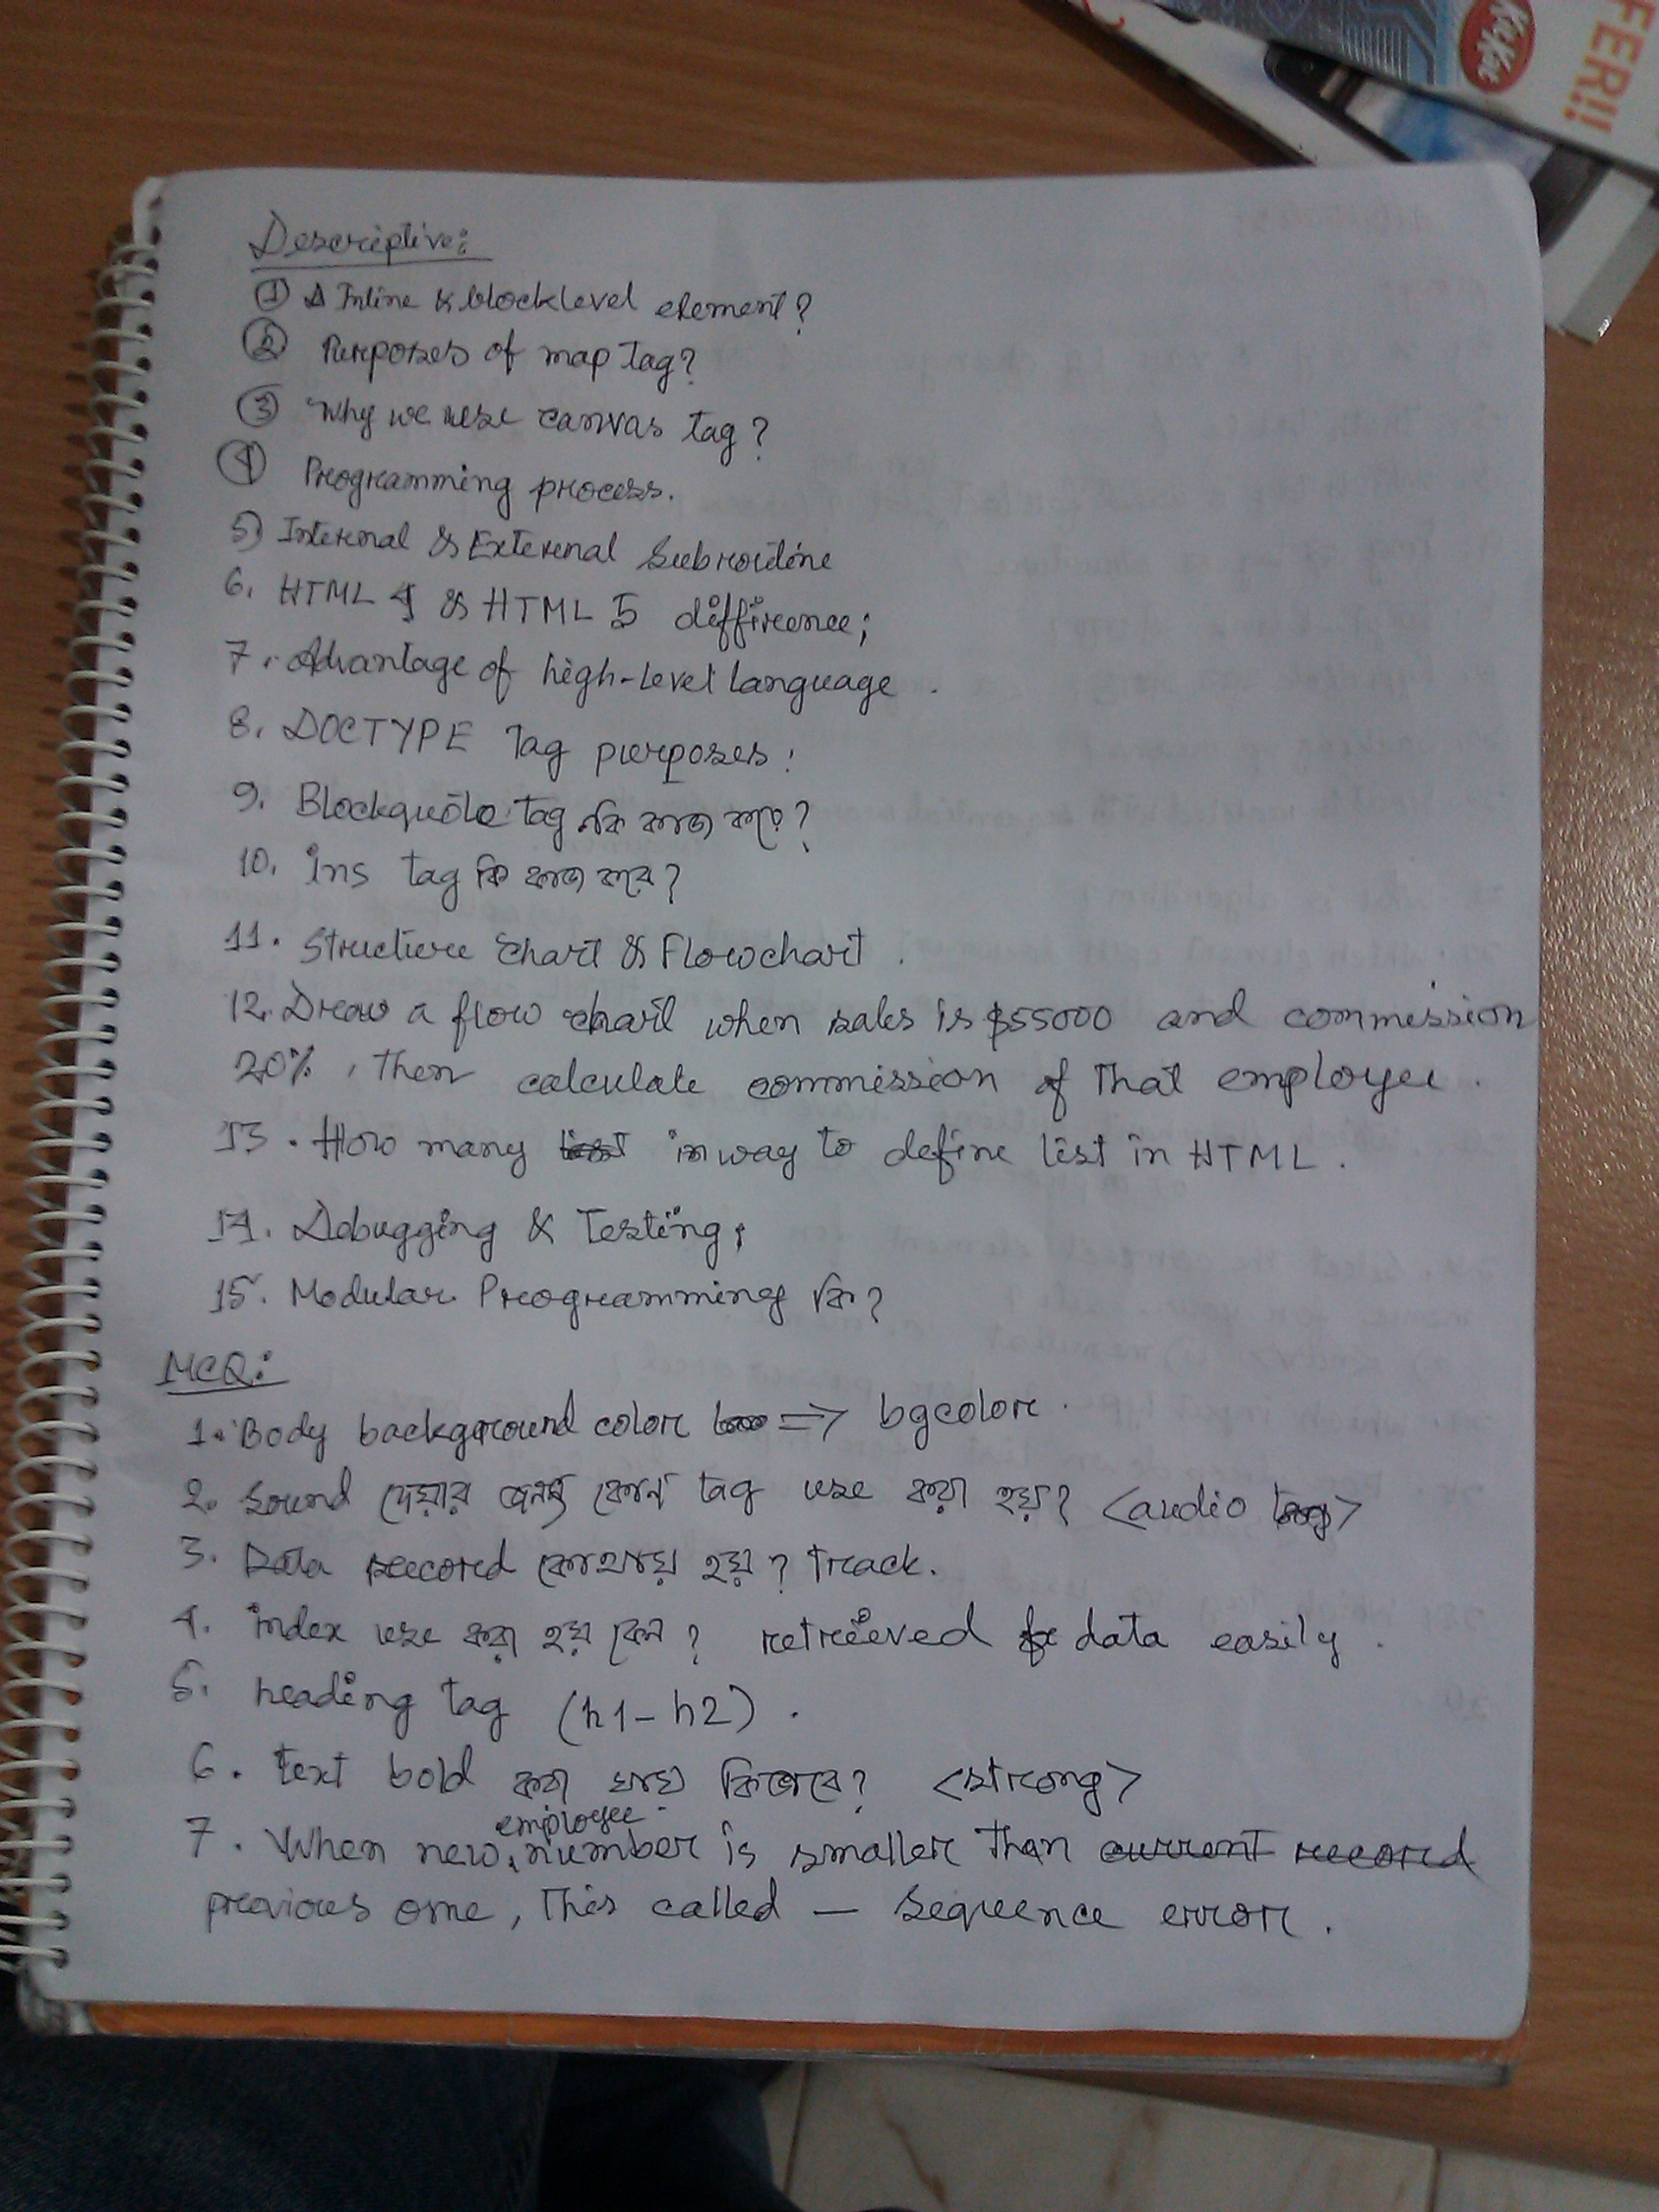 FER!!
Descriptive:
① Δ Inline & blocklevel element?
② Purposes of map tag?
③ Why we use canvas tag?
④ Programming process.
5) Internal & External Subroutine
6. HTML 4 & HTML 5 diffirence;
7. Advantage of high-level language.
8. DOCTYPE Tag purposes:
9. Blockquote tag কি কাজ করে?
10. ins tag কি কাজ করে?
11. Structure chart & Flowchart.
12. Draw a flow chart when sales is $55000 and commission
20%, then calculate commission of that employee.
13. How many in way to define list in HTML.
14. Debugging & Testing;
15. Modular Programming কি?
MCQ:
1. Body background color => bgcolor.
2. Sound দেয়ার জন্য কোন tag use করা হয়? <audio tag>
3. Data record কোথায় হয়? Track.
4. index use করা হয় কেন? retrieved data easily.
5. heading tag (h1-h2).
6. text bold করা যায় কিভাবে? <strong>
7. When new employee number is smaller than
previous one, This called - Sequence error.